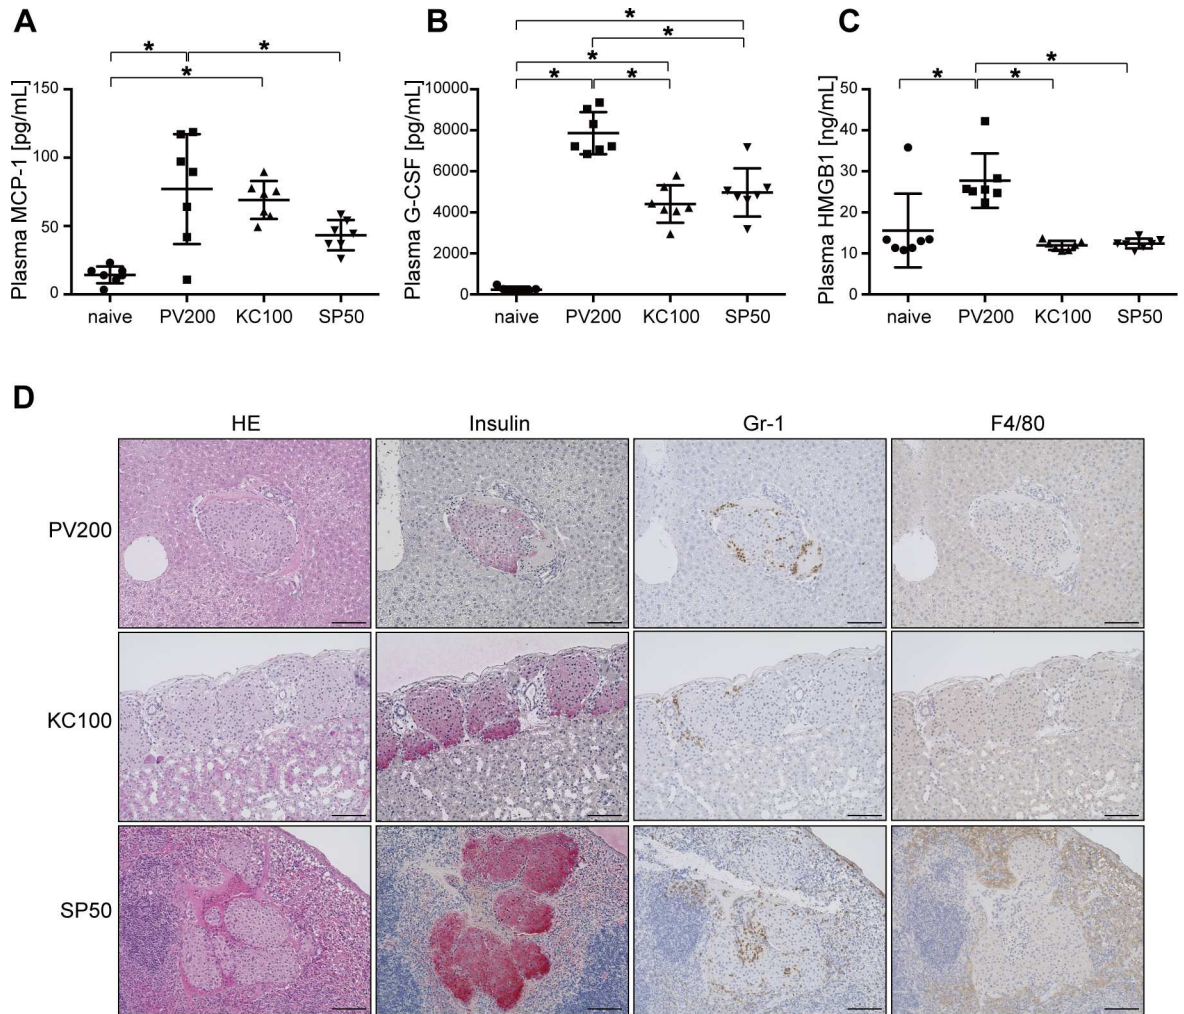 A
*
*
*
Plasma MCP-1 [pg/mL]
150
100
50
0
naive PV200 KC100 SP50
B
*
*
*
*
*
Plasma G-CSF [pg/mL]
10000
8000
6000
4000
2000
0
naive PV200 KC100 SP50
C
*
*
*
Plasma HMGB1 [ng/mL]
50
40
30
20
10
0
naive PV200 KC100 SP50
D
HE Insulin Gr-1 F4/80
PV200
KC100
SP50